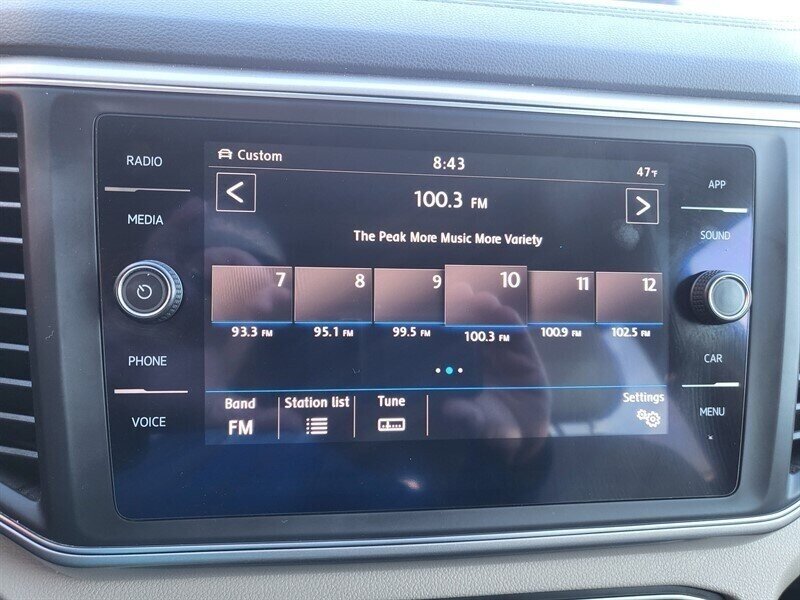 RADIO
MEDIA
PHONE
VOICE
Custom 8:43 47°F
< 100.3 FM >
The Peak More Music More Variety
7 8 9 10 11 12
93.3 FM 95.1 FM 99.5 FM 100.3 FM 100.9 FM 102.5 FM
Band Station list Tune Settings
FM
APP
SOUND
CAR
MENU